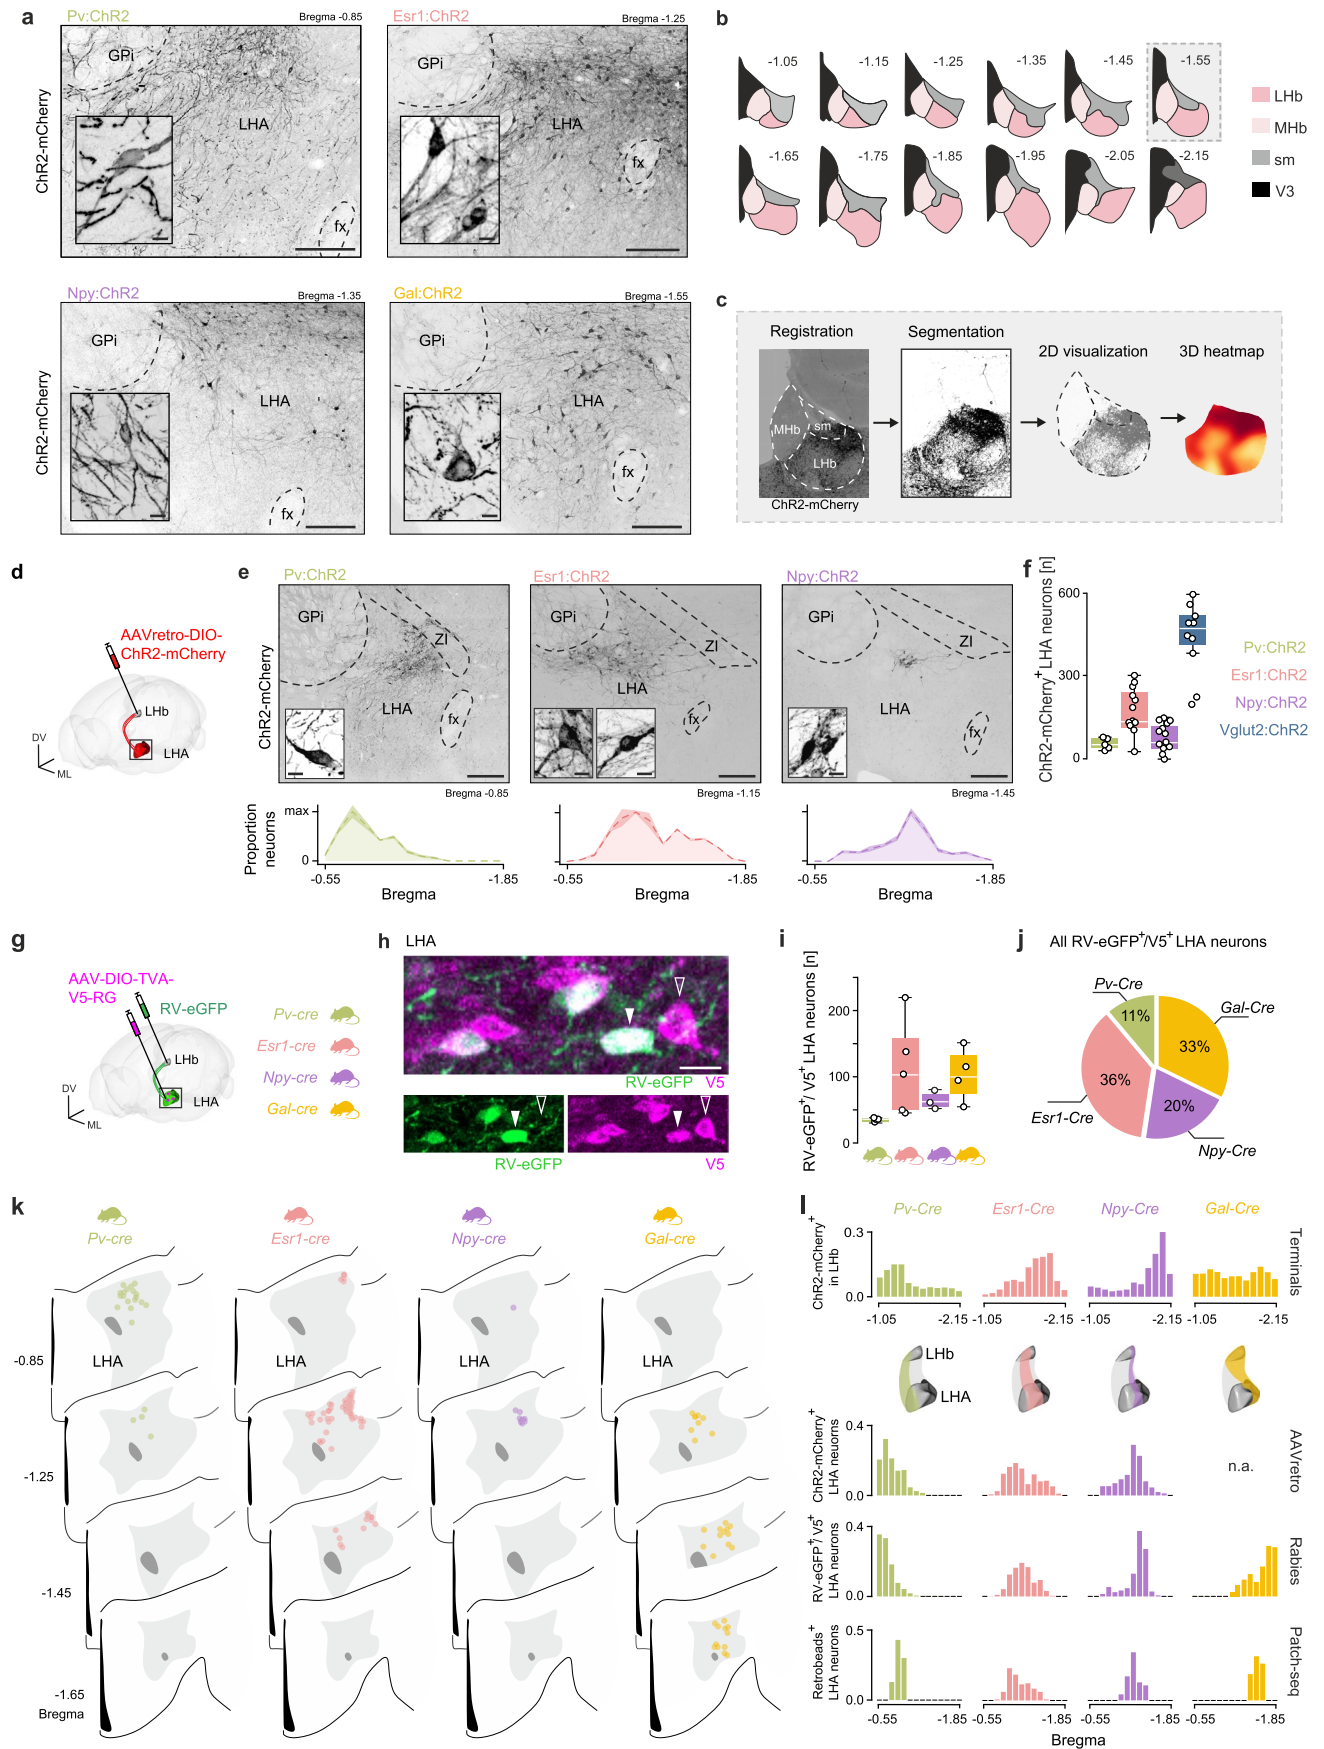 a
Pv:ChR2
Bregma -0.85
GPi
LHA
fx
ChR2-mCherry
Esr1:ChR2
Bregma -1.25
GPi
LHA
fx
Npy:ChR2
Bregma -1.35
GPi
LHA
fx
ChR2-mCherry
Gal:ChR2
Bregma -1.55
GPi
LHA
fx
b
-1.05
-1.15
-1.25
-1.35
-1.45
-1.55
-1.65
-1.75
-1.85
-1.95
-2.05
-2.15
LHb
MHb
sm
V3
c
Registration
Segmentation
2D visualization
3D heatmap
MHb
sm
LHb
ChR2-mCherry
d
AAVretro-DIO-
ChR2-mCherry
LHb
LHA
DV
ML
e
Pv:ChR2
Esr1:ChR2
Npy:ChR2
ChR2-mCherry
GPi
ZI
LHA
fx
Bregma -0.85
GPi
ZI
LHA
fx
Bregma -1.15
GPi
ZI
LHA
fx
Bregma -1.45
Proportion
neuorns
max
0
-0.55
-1.85
-0.55
-1.85
-0.55
-1.85
Bregma
Bregma
Bregma
f
ChR2-mCherry+ LHA neurons [n]
600
300
0
Pv:ChR2
Esr1:ChR2
Npy:ChR2
Vglut2:ChR2
g
AAV-DIO-TVA-
V5-RG
RV-eGFP
LHb
LHA
DV
ML
Pv-cre
Esr1-cre
Npy-cre
Gal-cre
h
LHA
RV-eGFP V5
RV-eGFP
V5
i
RV-eGFP+/ V5+ LHA neurons [n]
200
100
0
j
All RV-eGFP+/V5+ LHA neurons
Pv-Cre
11%
Gal-Cre
33%
36%
Esr1-Cre
20%
Npy-Cre
k
Pv-cre
Esr1-cre
Npy-cre
Gal-cre
LHA
LHA
LHA
LHA
-0.85
-1.25
-1.45
-1.65
Bregma
l
Pv-Cre
Esr1-Cre
Npy-Cre
Gal-Cre
ChR2-mCherry+
in LHb
0.3
0.0
-1.05
-2.15
-1.05
-2.15
-1.05
-2.15
-1.05
-2.15
Terminals
LHb
LHA
ChR2-mCherry+
LHA neuorns
0.4
0.0
n.a.
AAVretro
RV-eGFP+/ V5+
LHA neurons
0.4
0.0
Rabies
Retrobeads+
LHA neurons
0.5
0.0
Patch-seq
-0.55
-1.85
-0.55
-1.85
-0.55
-1.85
-0.55
-1.85
Bregma